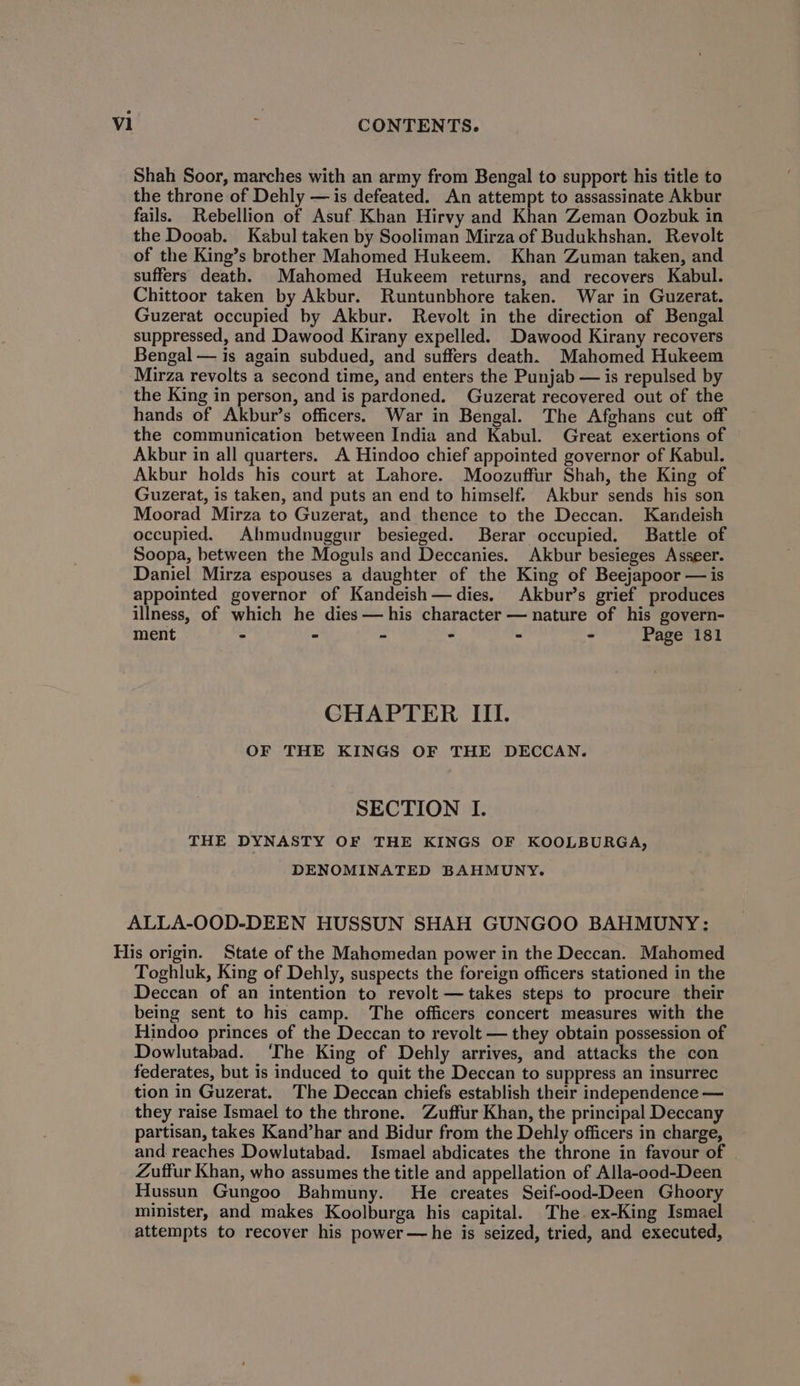 vi CONTENTS.
Shah Soor, marches with an army from Bengal to support his title to
the throne of Dehly — is defeated. An attempt to assassinate Akbur
fails. Rebellion of Asuf Khan Hirvy and Khan Zeman Oozbuk in
the Dooab. Kabul taken by Sooliman Mirza of Budukhshan. Revolt
of the King's brother Mahomed Hukeem. Khan Zuman taken, and
suffers death. Mahomed Hukeem returns, and recovers Kabul.
Chittoor taken by Akbur. Runtunbhore taken. War in Guzerat.
Guzerat occupied by Akbur. Revolt in the direction of Bengal
suppressed, and Dawood Kirany expelled. Dawood Kirany recovers
Bengal — is again subdued, and suffers death. Mahomed Hukeem
Mirza revolts a second time, and enters the Punjab — is repulsed by
the King in person, and is pardoned. Guzerat recovered out of the
hands of Akbur's officers. War in Bengal. The Afghans cut off
the communication between India and Kabul. Great exertions of
Akbur in all quarters. A Hindoo chief appointed governor of Kabul.
Akbur holds his court at Lahore. Moozuffur Shah, the King of
Guzerat, is taken, and puts an end to himself. Akbur sends his son
Moorad Mirza to Guzerat, and thence to the Deccan. Kandeish
occupied. Ahmudnuggur besieged. Berar occupied. Battle of
Soopa, between the Moguls and Deccanies. Akbur besieges Asseer.
Daniel Mirza espouses a daughter of the King of Beejapoor — is
appointed governor of Kandeish — dies. Akbur's grief produces
illness, of which he dies — his character — nature of his govern-
ment - - - - - - Page 181
CHAPTER III.
OF THE KINGS OF THE DECCAN.
SECTION I.
THE DYNASTY OF THE KINGS OF KOOLBURGA,
DENOMINATED BAHMUNY.
ALLA-OOD-DEEN HUSSUN SHAH GUNGOO BAHMUNY:
His origin. State of the Mahomedan power in the Deccan. Mahomed
Toghluk, King of Dehly, suspects the foreign officers stationed in the
Deccan of an intention to revolt — takes steps to procure their
being sent to his camp. The officers concert measures with the
Hindoo princes of the Deccan to revolt — they obtain possession of
Dowlutabad. The King of Dehly arrives, and attacks the con
federates, but is induced to quit the Deccan to suppress an insurrec
tion in Guzerat. The Deccan chiefs establish their independence —
they raise Ismael to the throne. Zuffur Khan, the principal Deccany
partisan, takes Kand'har and Bidur from the Dehly officers in charge,
and reaches Dowlutabad. Ismael abdicates the throne in favour of
Zuffur Khan, who assumes the title and appellation of Alla-ood-Deen
Hussun Gungoo Bahmuny. He creates Seif-ood-Deen Ghoory
minister, and makes Koolburga his capital. The ex-King Ismael
attempts to recover his power — he is seized, tried, and executed,